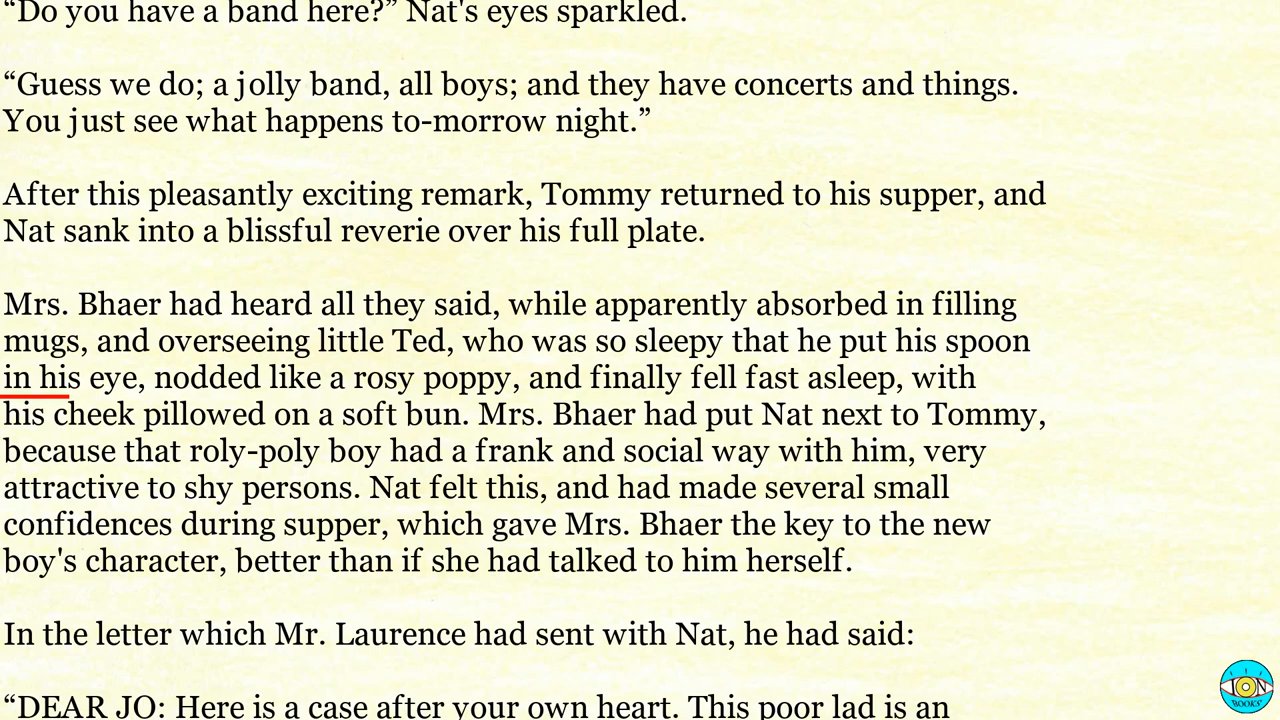 “Do you have a band here?” Nat's eyes sparkled.
“Guess we do; a jolly band, all boys; and they have concerts and things.
You just see what happens to-morrow night.”
After this pleasantly exciting remark, Tommy returned to his supper, and
Nat sank into a blissful reverie over his full plate.
Mrs. Bhaer had heard all they said, while apparently absorbed in filling
mugs, and overseeing little Ted, who was so sleepy that he put his spoon
in his eye, nodded like a rosy poppy, and finally fell fast asleep, with
his cheek pillowed on a soft bun. Mrs. Bhaer had put Nat next to Tommy,
because that roly-poly boy had a frank and social way with him, very
attractive to shy persons. Nat felt this, and had made several small
confidences during supper, which gave Mrs. Bhaer the key to the new
boy's character, better than if she had talked to him herself.
In the letter which Mr. Laurence had sent with Nat, he had said:
“DEAR JO: Here is a case after your own heart. This poor lad is an
ION
BOOKS